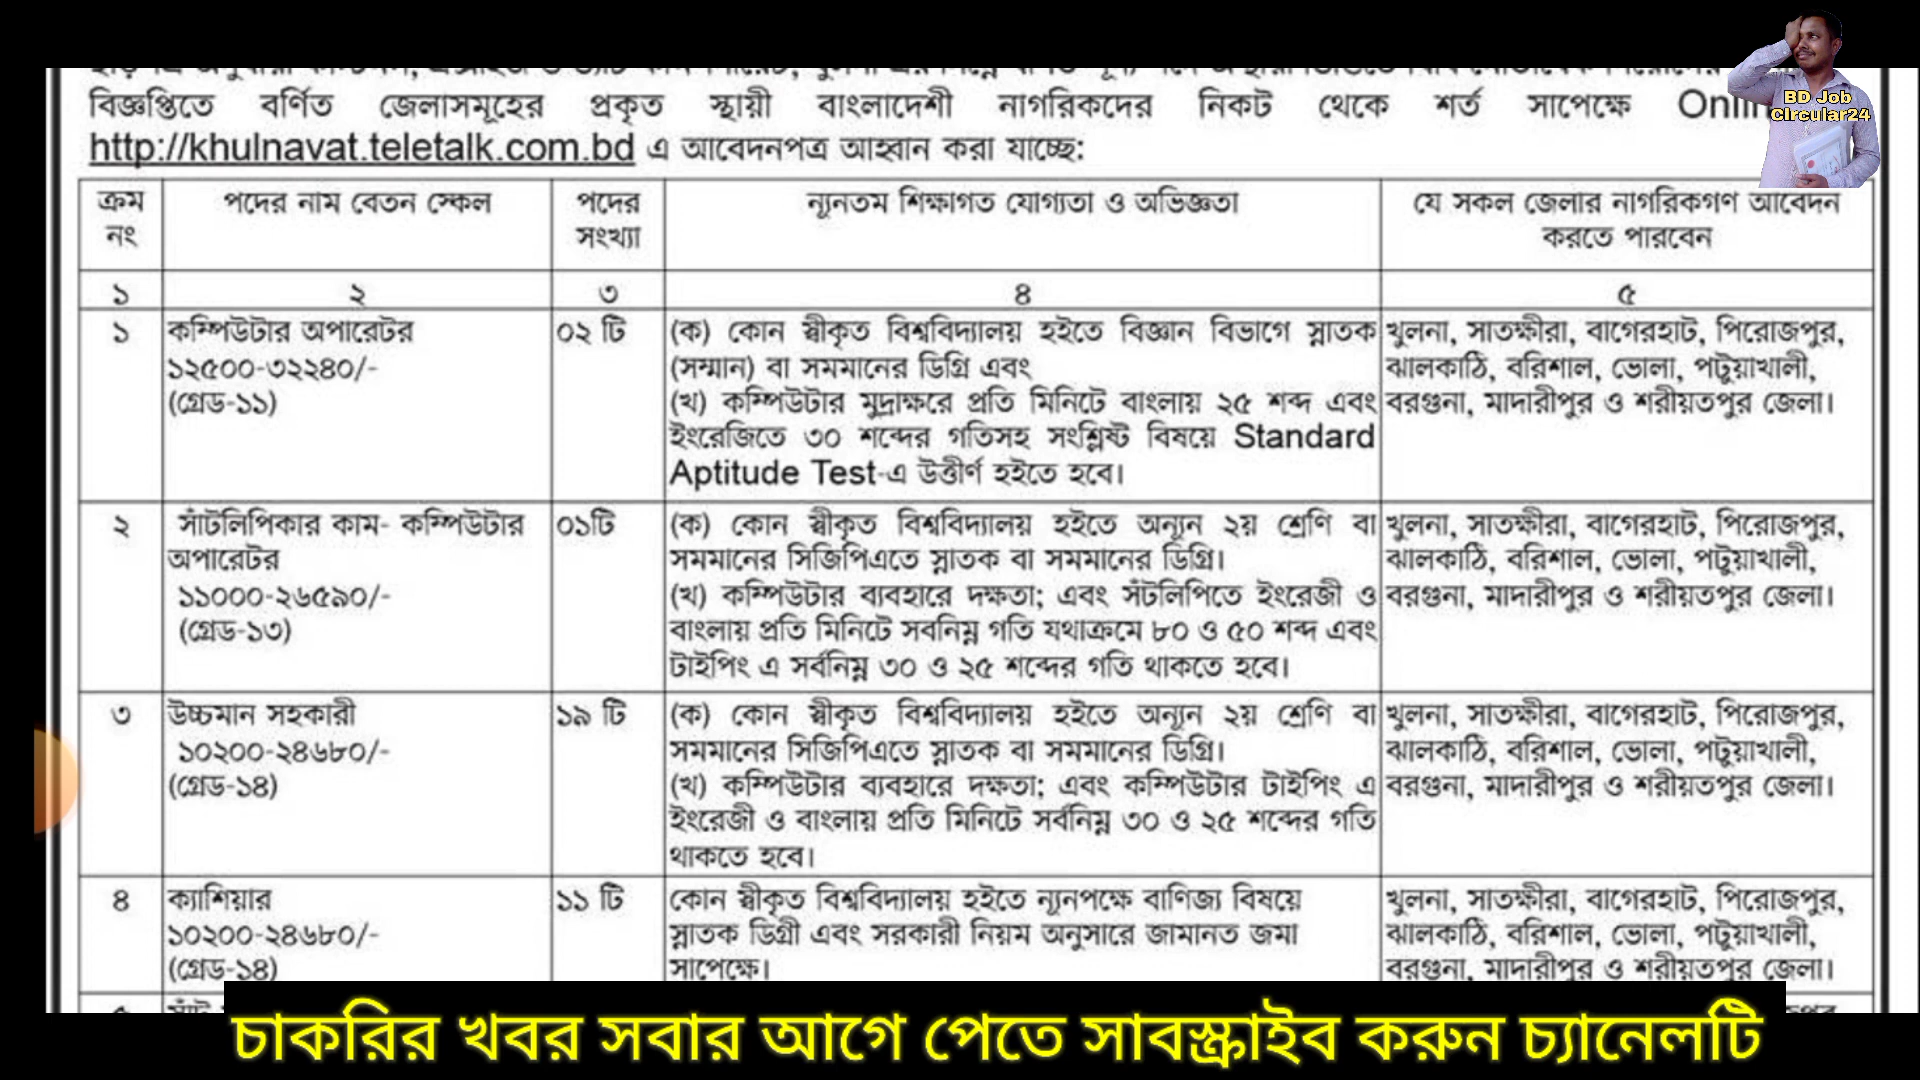 বিজ্ঞপ্তিতে বর্ণিত জেলাসমূহের প্রকৃত স্থায়ী বাংলাদেশী নাগরিকদের নিকট থেকে শর্ত সাপেক্ষে
BD Job
Circular24
http://khulnavat.teletalk.com.bd এ আবেদনপত্র আহ্বান করা যাচ্ছে:
ক্রম নং
পদের নাম বেতন স্কেল
পদের সংখ্যা
ন্যূনতম শিক্ষাগত যোগ্যতা ও অভিজ্ঞতা
যে সকল জেলার নাগরিকগণ আবেদন
করতে পারবেন
১ ২ ৩ ৪ ৫
১
কম্পিউটার অপারেটর
১২৫০০-৩২২৪০/-
(গ্রেড-১১)
০২ টি
(ক) কোন স্বীকৃত বিশ্ববিদ্যালয় হইতে বিজ্ঞান বিভাগে স্নাতক
(সম্মান) বা সমমানের ডিগ্রি এবং
(খ) কম্পিউটার মুদ্রাক্ষরে প্রতি মিনিটে বাংলায় ২৫ শব্দ এবং
ইংরেজিতে ৩০ শব্দের গতিসহ সংশ্লিষ্ট বিষয়ে Standard
Aptitude Test-এ উত্তীর্ণ হইতে হবে।
খুলনা, সাতক্ষীরা, বাগেরহাট, পিরোজপুর,
ঝালকাঠি, বরিশাল, ভোলা, পটুয়াখালী,
বরগুনা, মাদারীপুর ও শরীয়তপুর জেলা।
২
সাঁটলিপিকার কাম- কম্পিউটার
অপারেটর
১১০০০-২৬৫৯০/-
(গ্রেড-১৩)
০১টি
(ক) কোন স্বীকৃত বিশ্ববিদ্যালয় হইতে অন্যূন ২য় শ্রেণি বা
সমমানের সিজিপিএতে স্নাতক বা সমমানের ডিগ্রি।
(খ) কম্পিউটার ব্যবহারে দক্ষতা; এবং সঁটলিপিতে ইংরেজী ও
বাংলায় প্রতি মিনিটে সবনিম্ন গতি যথাক্রমে ৮০ ও ৫০ শব্দ এবং
টাইপিং এ সর্বনিম্ন ৩০ ও ২৫ শব্দের গতি থাকতে হবে।
খুলনা, সাতক্ষীরা, বাগেরহাট, পিরোজপুর,
ঝালকাঠি, বরিশাল, ভোলা, পটুয়াখালী,
বরগুনা, মাদারীপুর ও শরীয়তপুর জেলা।
৩
উচ্চমান সহকারী
১০২০০-২৪৬৮০/-
(গ্রেড-১৪)
১৯ টি
(ক) কোন স্বীকৃত বিশ্ববিদ্যালয় হইতে অন্যূন ২য় শ্রেণি বা
সমমানের সিজিপিএতে স্নাতক বা সমমানের ডিগ্রি।
(খ) কম্পিউটার ব্যবহারে দক্ষতা; এবং কম্পিউটার টাইপিং এ
ইংরেজী ও বাংলায় প্রতি মিনিটে সর্বনিম্ন ৩০ ও ২৫ শব্দের গতি
থাকতে হবে।
খুলনা, সাতক্ষীরা, বাগেরহাট, পিরোজপুর,
ঝালকাঠি, বরিশাল, ভোলা, পটুয়াখালী,
বরগুনা, মাদারীপুর ও শরীয়তপুর জেলা।
৪
ক্যাশিয়ার
১০২০০-২৪৬৮০/-
(গ্রেড-১৪)
১১ টি
কোন স্বীকৃত বিশ্ববিদ্যালয় হইতে ন্যূনপক্ষে বাণিজ্য বিষয়ে
স্নাতক ডিগ্রী এবং সরকারী নিয়ম অনুসারে জামানত জমা
সাপেক্ষে।
খুলনা, সাতক্ষীরা, বাগেরহাট, পিরোজপুর,
ঝালকাঠি, বরিশাল, ভোলা, পটুয়াখালী,
বরগুনা, মাদারীপুর ও শরীয়তপুর জেলা।
চাকরির খবর সবার আগে পেতে সাবস্ক্রাইব করুন চ্যানেলটি